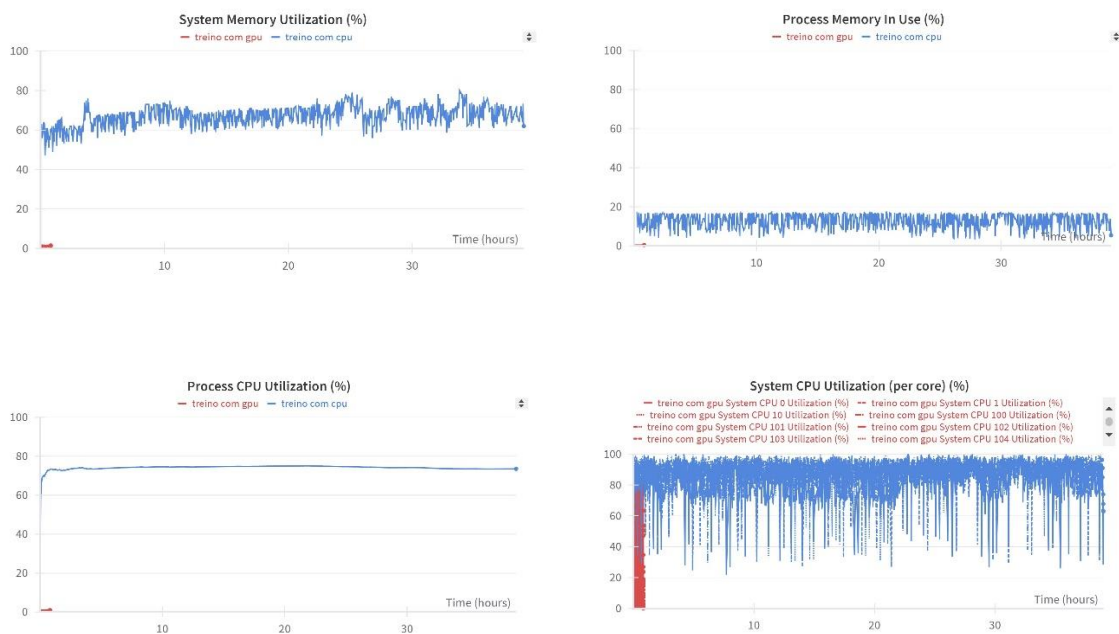 System Memory Utilization (%)
treino com gpu treino com cpu
100
80
60
40
20
0
Time (hours)
10 20 30
Process Memory In Use (%)
treino com gpu treino com cpu
100
80
60
40
20
0
Time (hours)
10 20 30
Process CPU Utilization (%)
treino com gpu treino com cpu
100
80
60
40
20
0
Time (hours)
10 20 30
System CPU Utilization (per core) (%)
treino com gpu System CPU 0 Utilization (%) treino com gpu System CPU 1 Utilization (%)
treino com gpu System CPU 10 Utilization (%) treino com gpu System CPU 100 Utilization (%)
treino com gpu System CPU 101 Utilization (%) treino com gpu System CPU 102 Utilization (%)
treino com gpu System CPU 103 Utilization (%) treino com gpu System CPU 104 Utilization (%)
100
80
60
40
20
0
Time (hours)
10 20 30